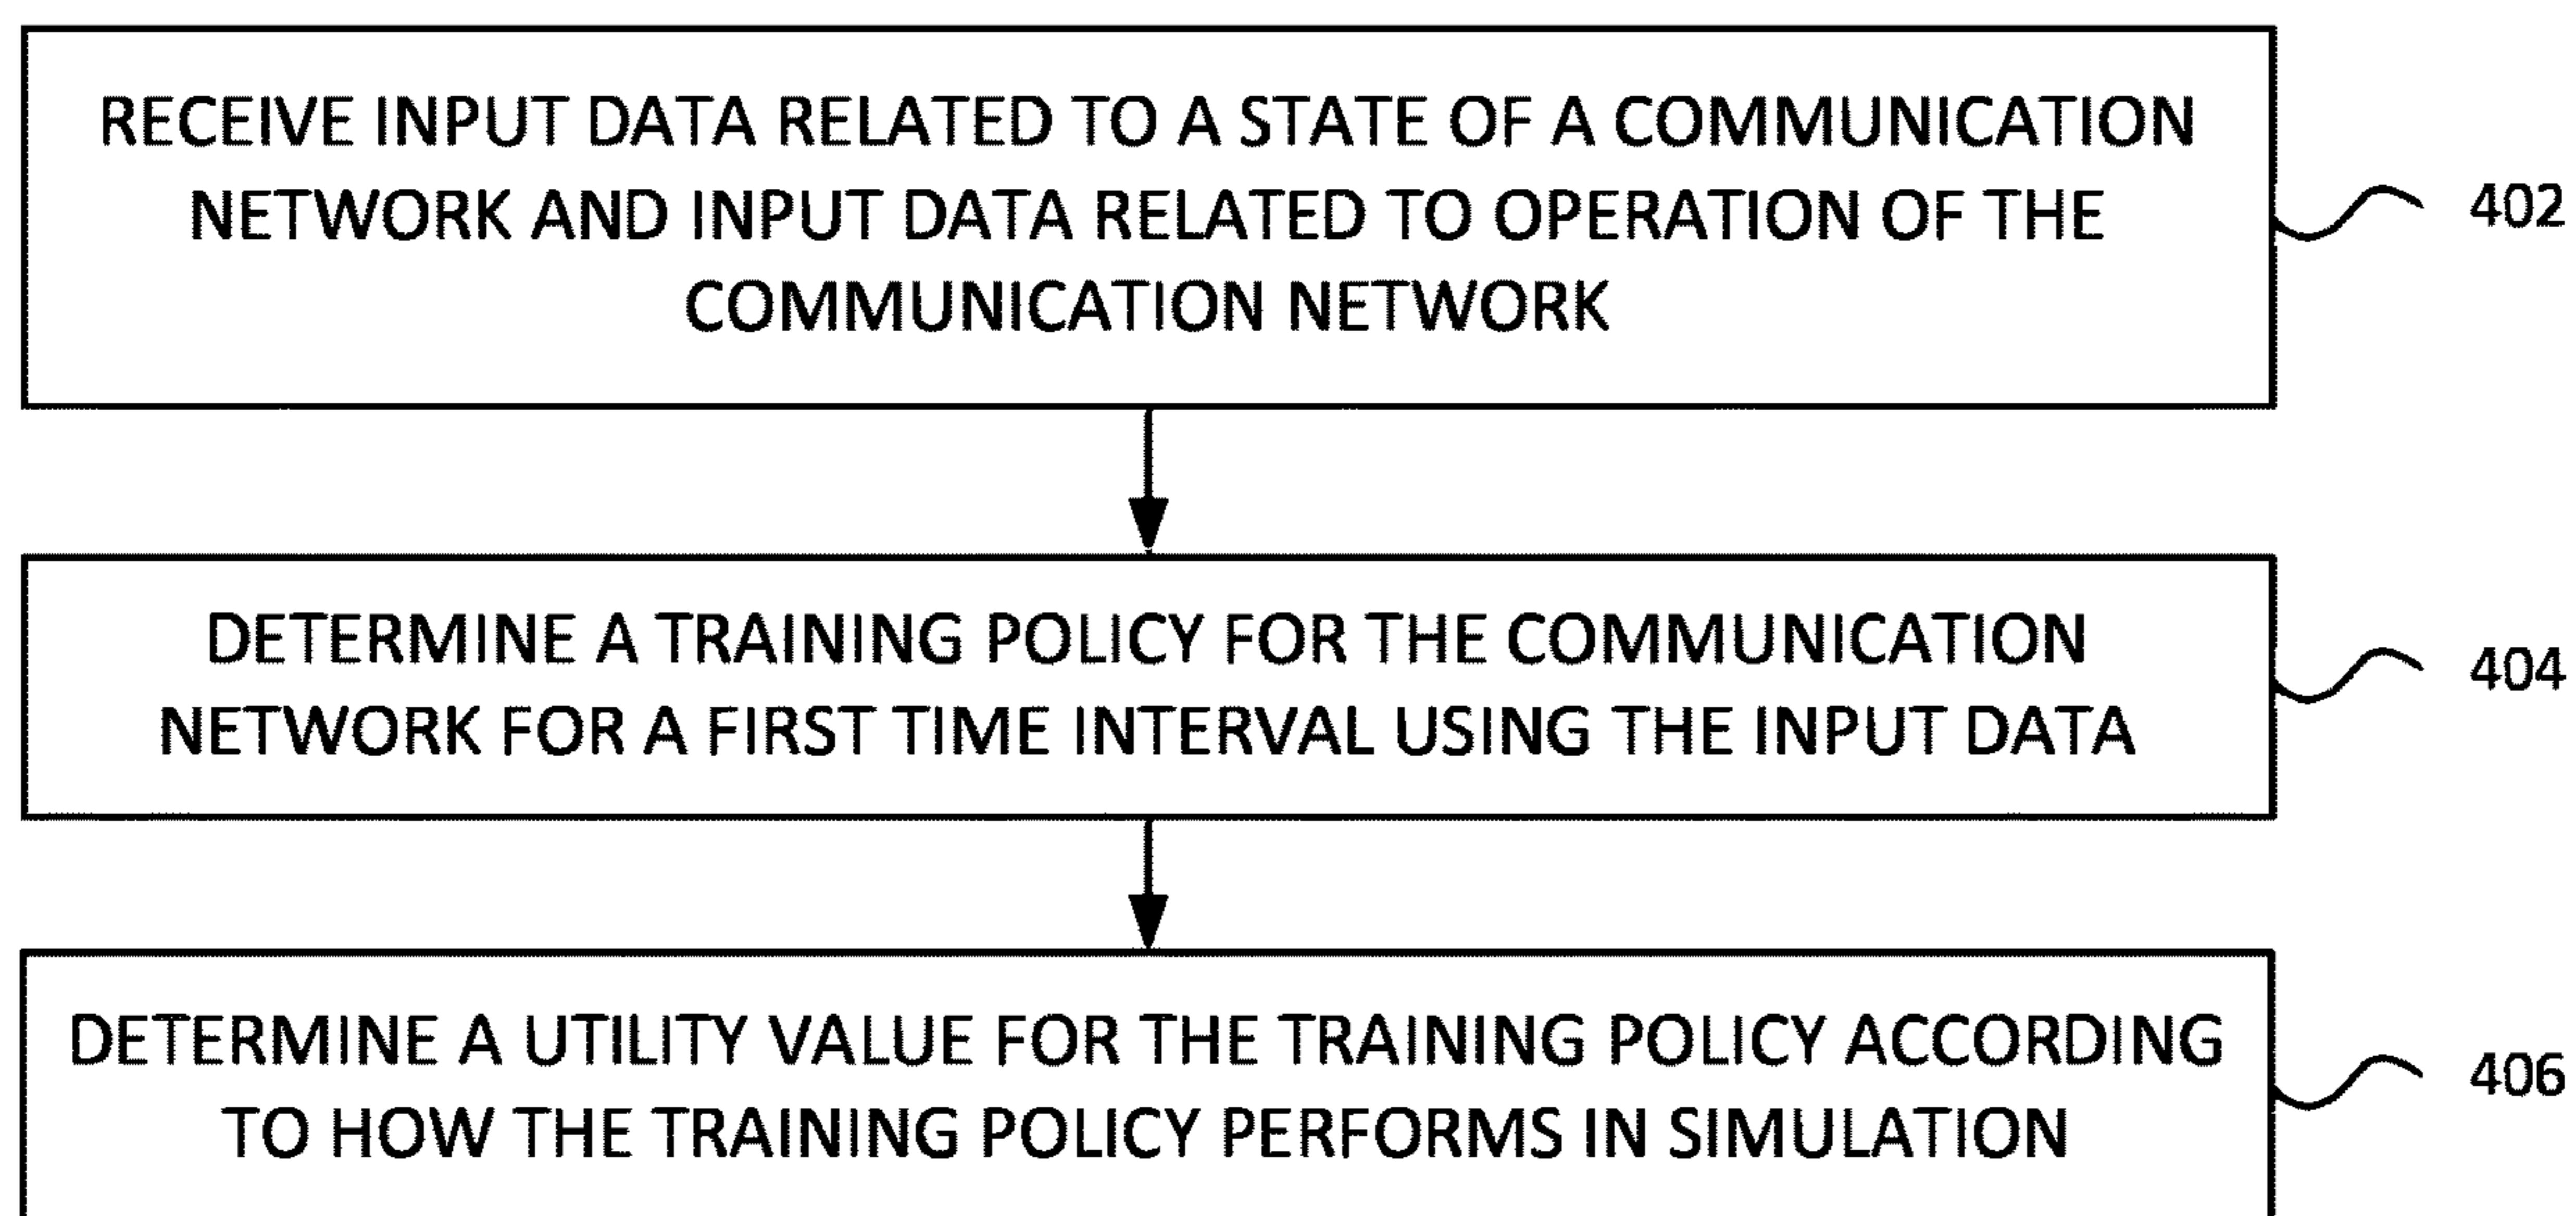 RECEIVE INPUT DATA RELATED TO A STATE OF A COMMUNICATION
NETWORK AND INPUT DATA RELATED TO OPERATION OF THE
COMMUNICATION NETWORK
402
DETERMINE A TRAINING POLICY FOR THE COMMUNICATION
NETWORK FOR A FIRST TIME INTERVAL USING THE INPUT DATA
404
DETERMINE A UTILITY VALUE FOR THE TRAINING POLICY ACCORDING
TO HOW THE TRAINING POLICY PERFORMS IN SIMULATION
406